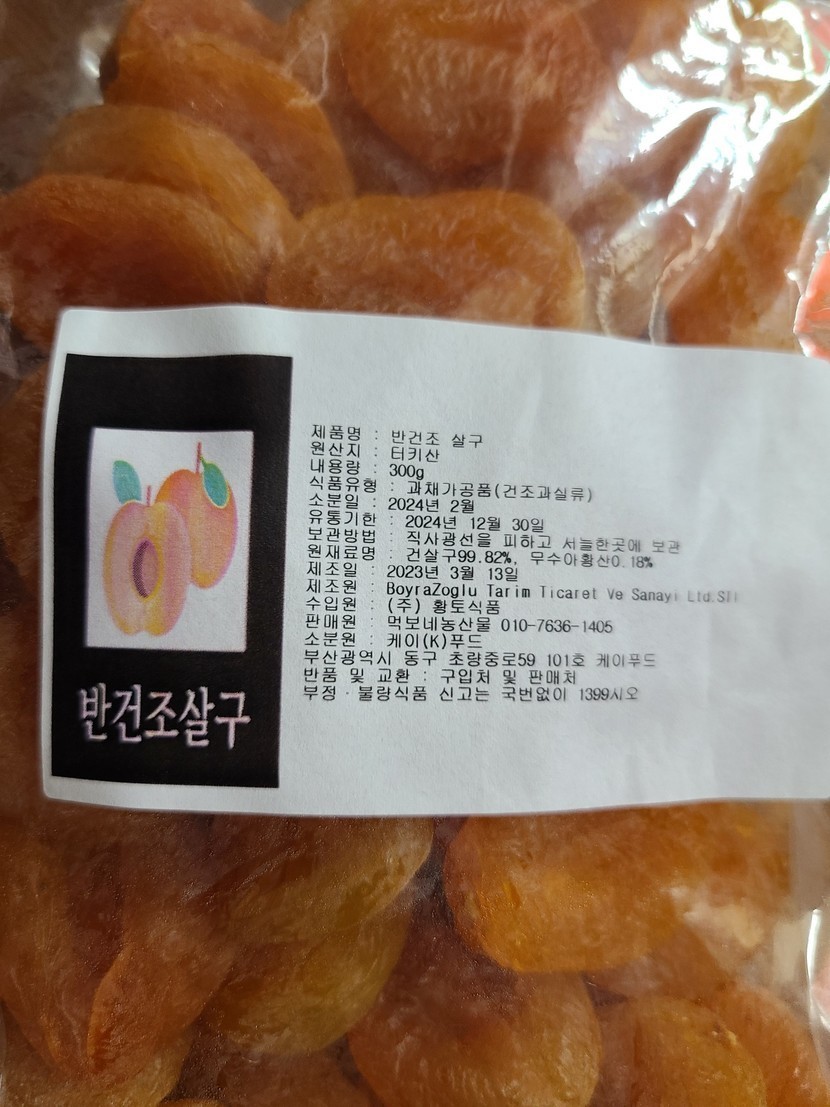 제품명 : 반건조 살구
원산지 : 터키산
내용량 : 300g
식품유형 : 과채가공품(건조과실류)
소분일 : 2024년 2월
유통기한 : 2024년 12월 30일
보관방법 : 직사광선을 피하고 서늘한곳에 보관
원재료명 : 건살구99.82%, 무수아황산0.18%
제조일 : 2023년 3월 13일
제조원 : BoyraZoglu Tarim Ticaret Ve Sanayi Ltd.STI
수입원 : (주) 황토식품
판매원 : 먹보네농산물 010-7636-1405
소분원 : 케이(K)푸드
부산광역시 동구 초량중로59 101호 케이푸드
반품 및 교환 : 구입처 및 판매처
부정·불량식품 신고는 국번없이 1399시오
반건조살구